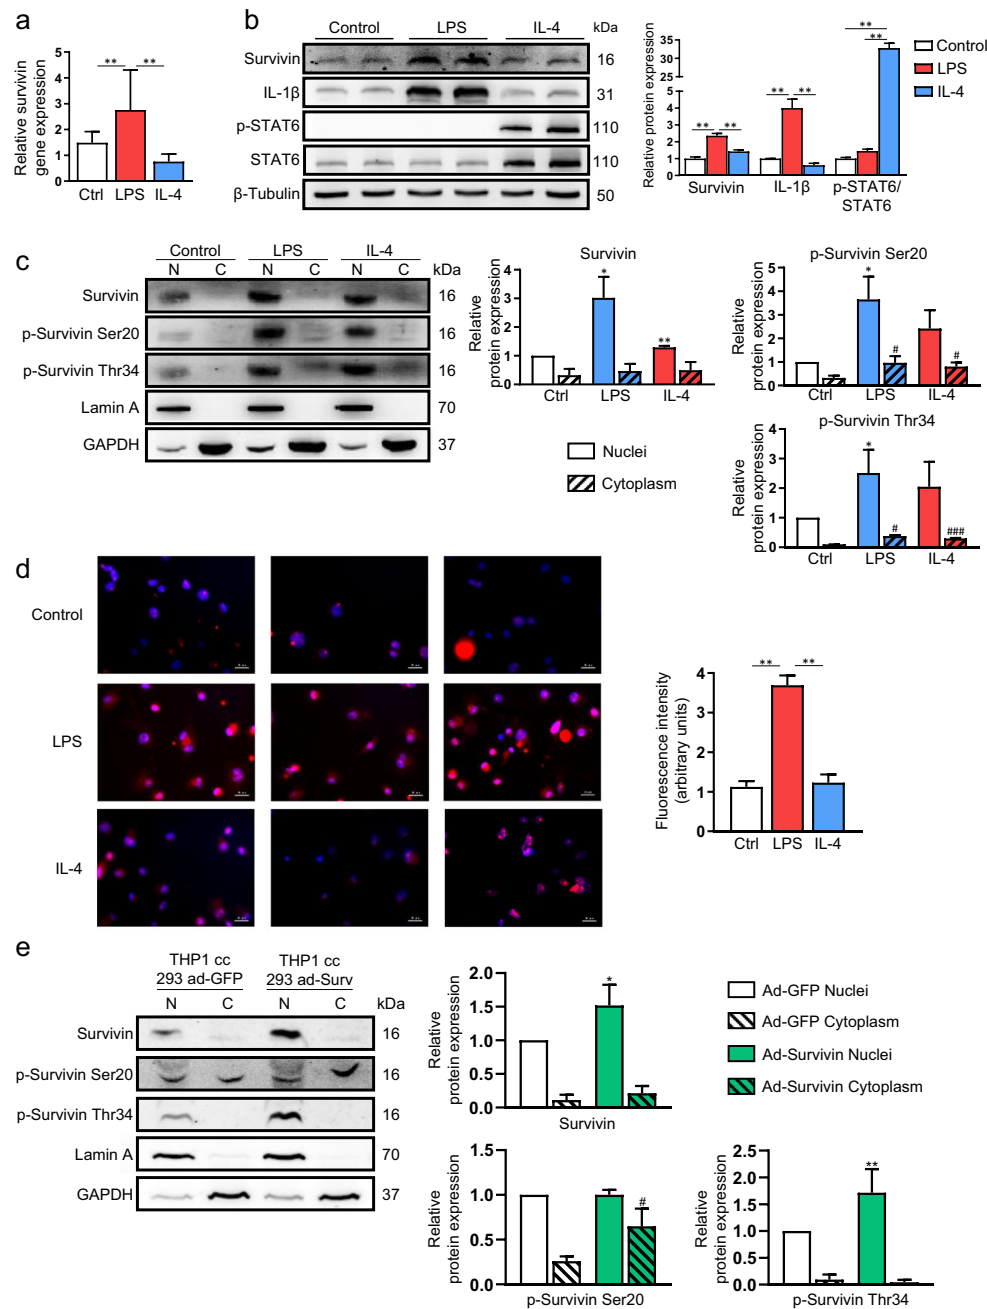 a
Relative survivin
gene expression
5
4
3
2
1
0
** **
Ctrl LPS IL-4
b
Control LPS IL-4 kDa
Survivin 16
IL-1β 31
p-STAT6 110
STAT6 110
β-Tubulin 50
Relative protein expression
35
30
25
20
15
10
5
4
3
2
1
0
** ** ** ** ** **
Survivin IL-1β p-STAT6/
STAT6
Control
LPS
IL-4
c
Control LPS IL-4
N C N C N C kDa
Survivin 16
p-Survivin Ser20 16
p-Survivin Thr34 16
Lamin A 70
GAPDH 37
Survivin
Relative
protein expression
4
3
2
1
0
* **
Ctrl LPS IL-4
Nuclei
Cytoplasm
p-Survivin Ser20
Relative
protein expression
5
4
3
2
1
0
* # #
Ctrl LPS IL-4
p-Survivin Thr34
Relative
protein expression
4
3
2
1
0
* # ###
Ctrl LPS IL-4
d
Control
LPS
IL-4
Fluorescence intensity
(arbitrary units)
4
3
2
1
0
** **
Ctrl LPS IL-4
e
THP1 cc THP1 cc
293 ad-GFP 293 ad-Surv
N C N C kDa
Survivin 16
p-Survivin Ser20 16
p-Survivin Thr34 16
Lamin A 70
GAPDH 37
Relative
protein expression
2.0
1.5
1.0
0.5
0.0
*
Survivin
Ad-GFP Nuclei
Ad-GFP Cytoplasm
Ad-Survivin Nuclei
Ad-Survivin Cytoplasm
Relative
protein expression
1.5
1.0
0.5
0.0
#
p-Survivin Ser20
Relative
protein expression
2.5
2.0
1.5
1.0
0.5
0.0
**
p-Survivin Thr34